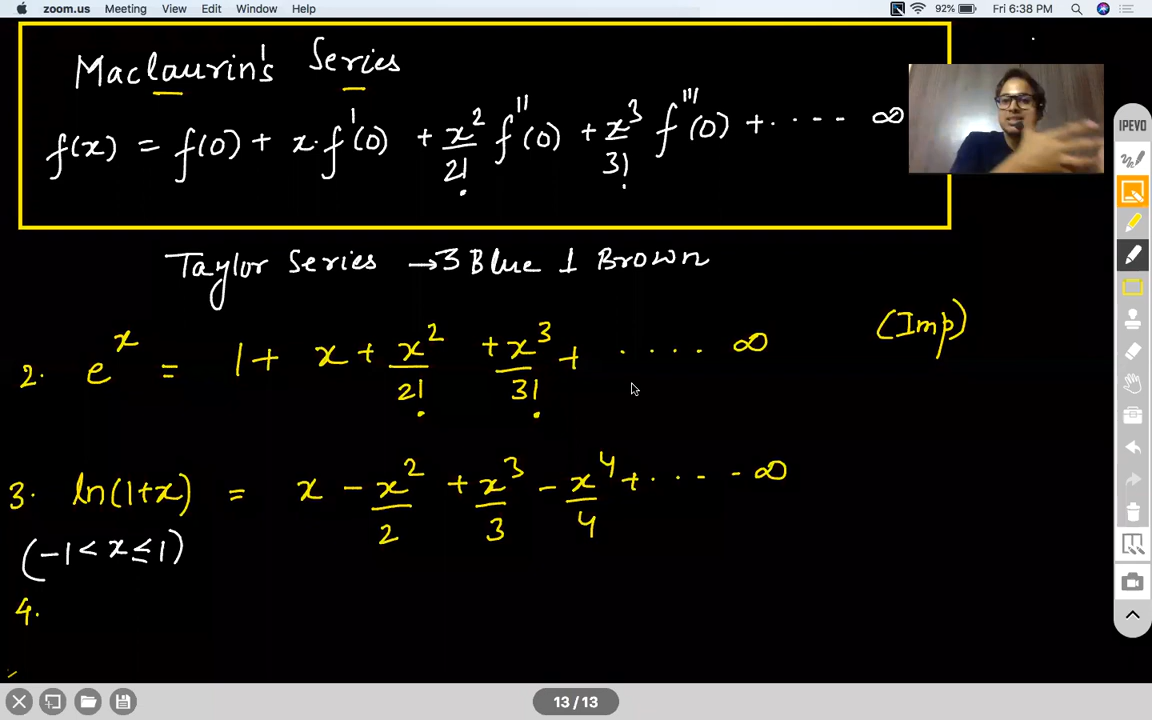 zoom.us Meeting View Edit Window Help 92% Fri 6:38 PM
Maclaurin's Series
f(x) = f(0) + x·f'(0) + x²/2! f''(0) + x³/3! f'''(0) + ···· ∞
IPEVO
Taylor Series → 3 Blue 1 Brown
(Imp)
2. e^x = 1 + x + x²/2! + x³/3! + ····· ∞
3. ln(1+x) = x - x²/2 + x³/3 - x⁴/4 + ····· ∞
(-1 < x ≤ 1)
4.
13 / 13